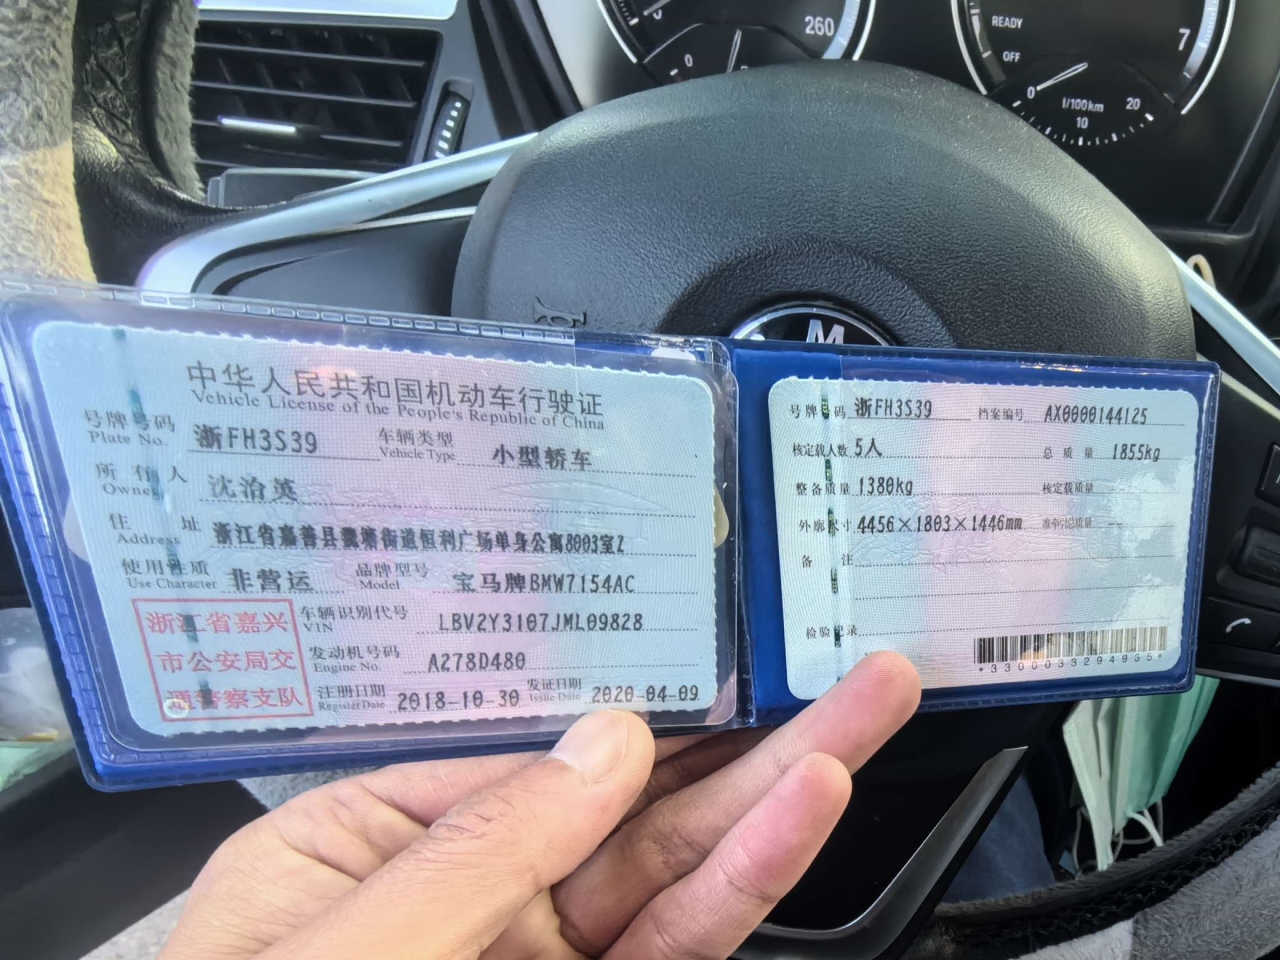 260
0
READY
OFF
7
0
l/100km
10
20
中华人民共和国机动车行驶证
Vehicle License of the People's Republic of China
号牌号码 浙FH3S39 车辆类型 小型轿车
Plate No. Vehicle Type
所有人 沈治英
Owner
住址 浙江省嘉善县魏塘街道恒利广场单身公寓8003室2
Address
使用性质 非营运 品牌型号 宝马牌BMW7154AC
Use Character Model
浙江省嘉兴
市公安局交
通警察支队
车辆识别代号 LBV2Y3107JML09828
VIN
发动机号码 A278D480
Engine No.
注册日期 2018-10-30 发证日期 2020-04-09
Register Date Issue Date
号牌号码 浙FH3S39 档案编号 AX0000144125
核定载人数 5人 总质量 1855kg
整备质量 1380kg 核定载质量
外廓尺寸 4456×1803×1446mm 准牵引总质量 —
备注
检验记录
*3300033294935*